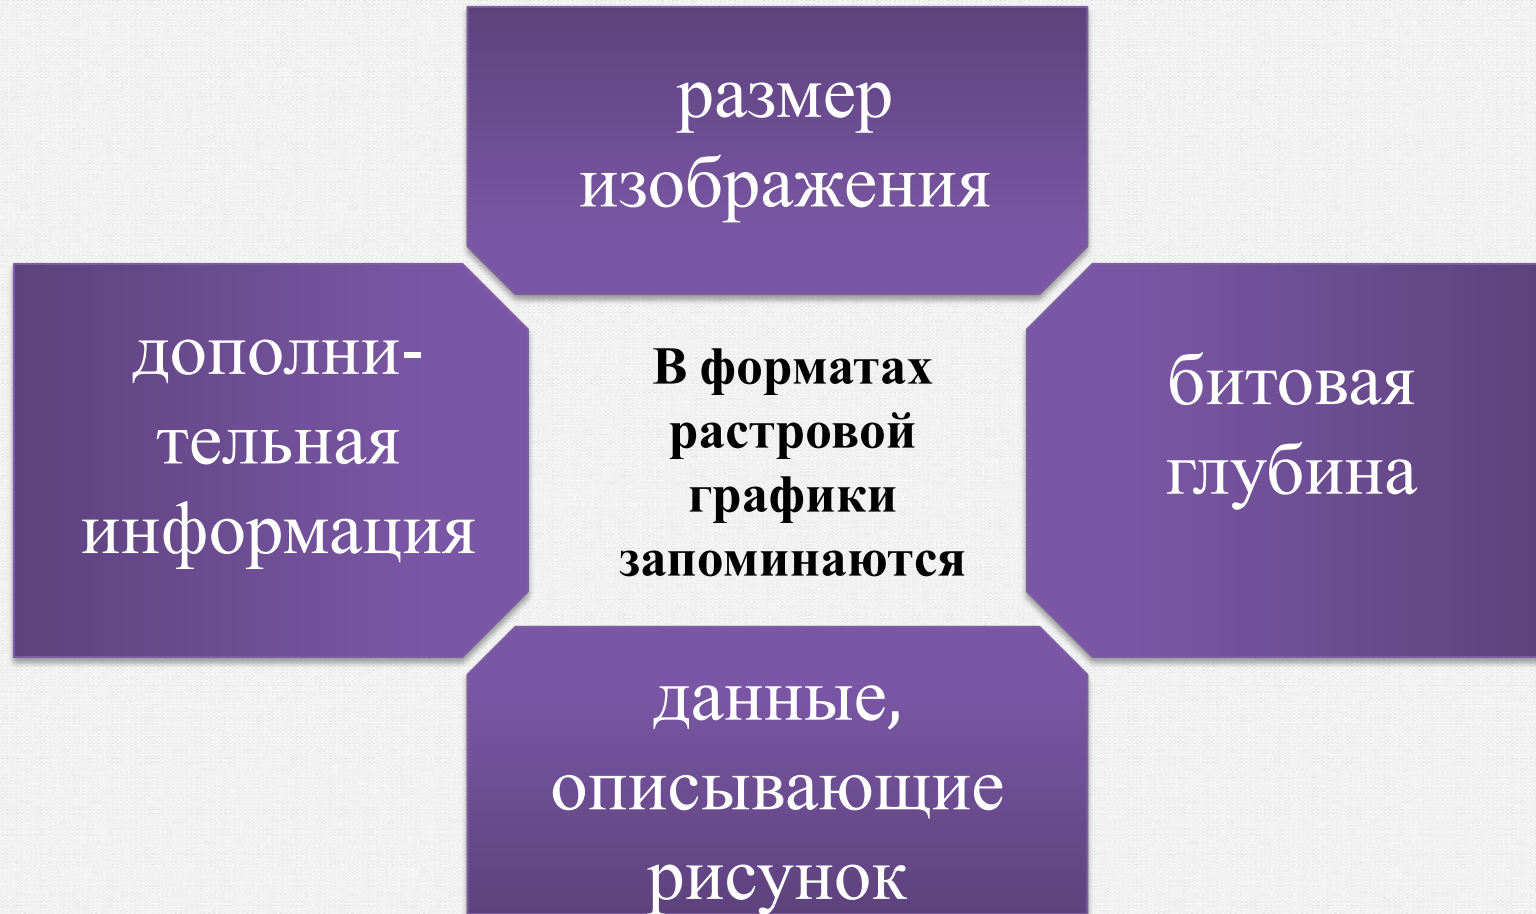 размер
изображения
дополни-
тельная
информация
В форматах
растровой
графики
запоминаются
битовая
глубина
данные,
описывающие
рисунок